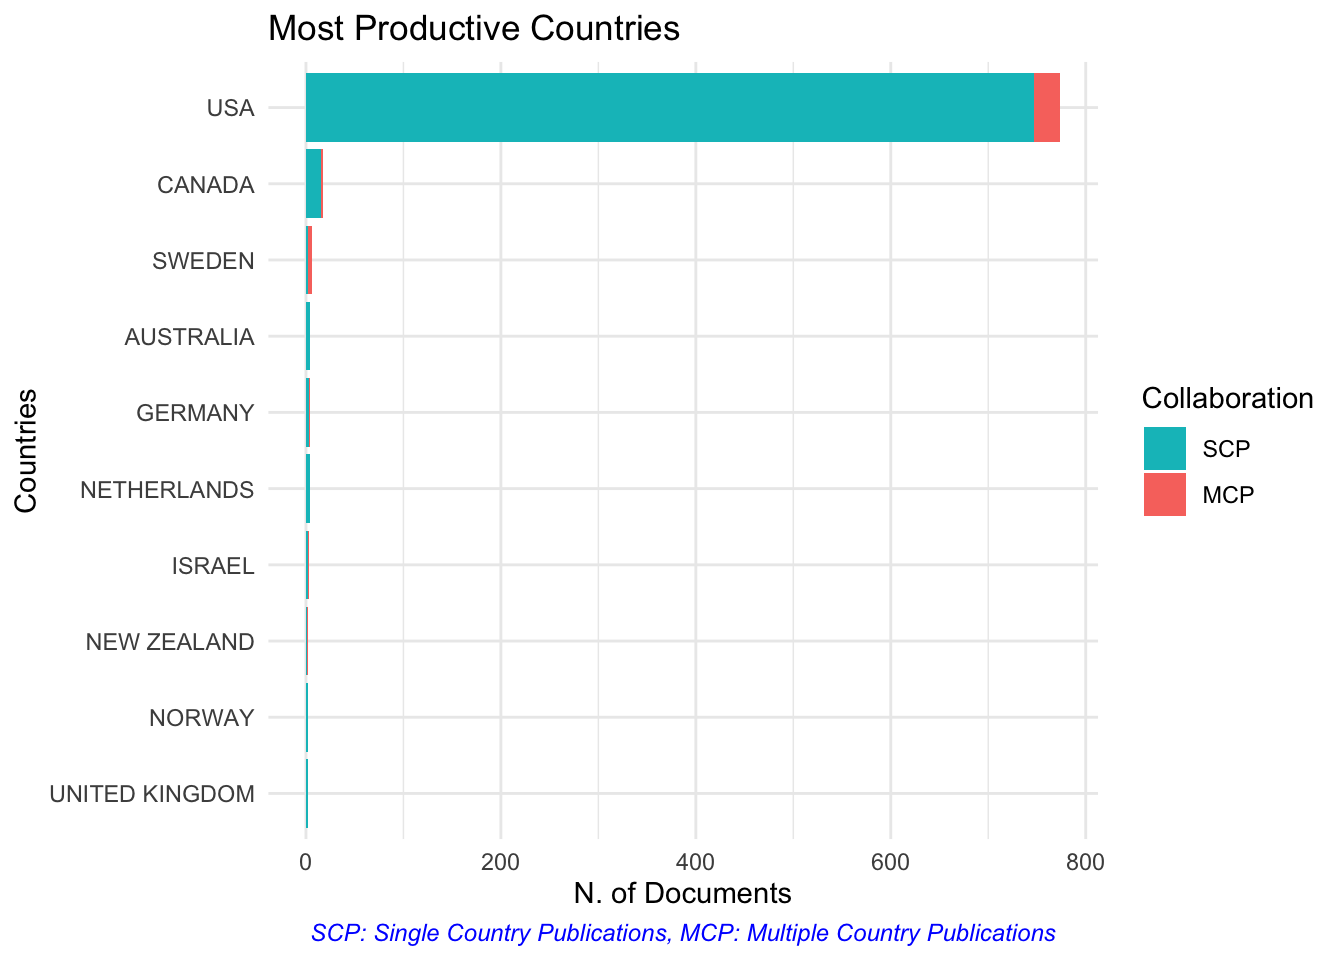 Most Productive Countries
USA
CANADA
SWEDEN
AUSTRALIA
GERMANY
NETHERLANDS
ISRAEL
NEW ZEALAND
NORWAY
UNITED KINGDOM
Countries
0 200 400 600 800
N. of Documents
SCP: Single Country Publications, MCP: Multiple Country Publications
Collaboration
SCP
MCP